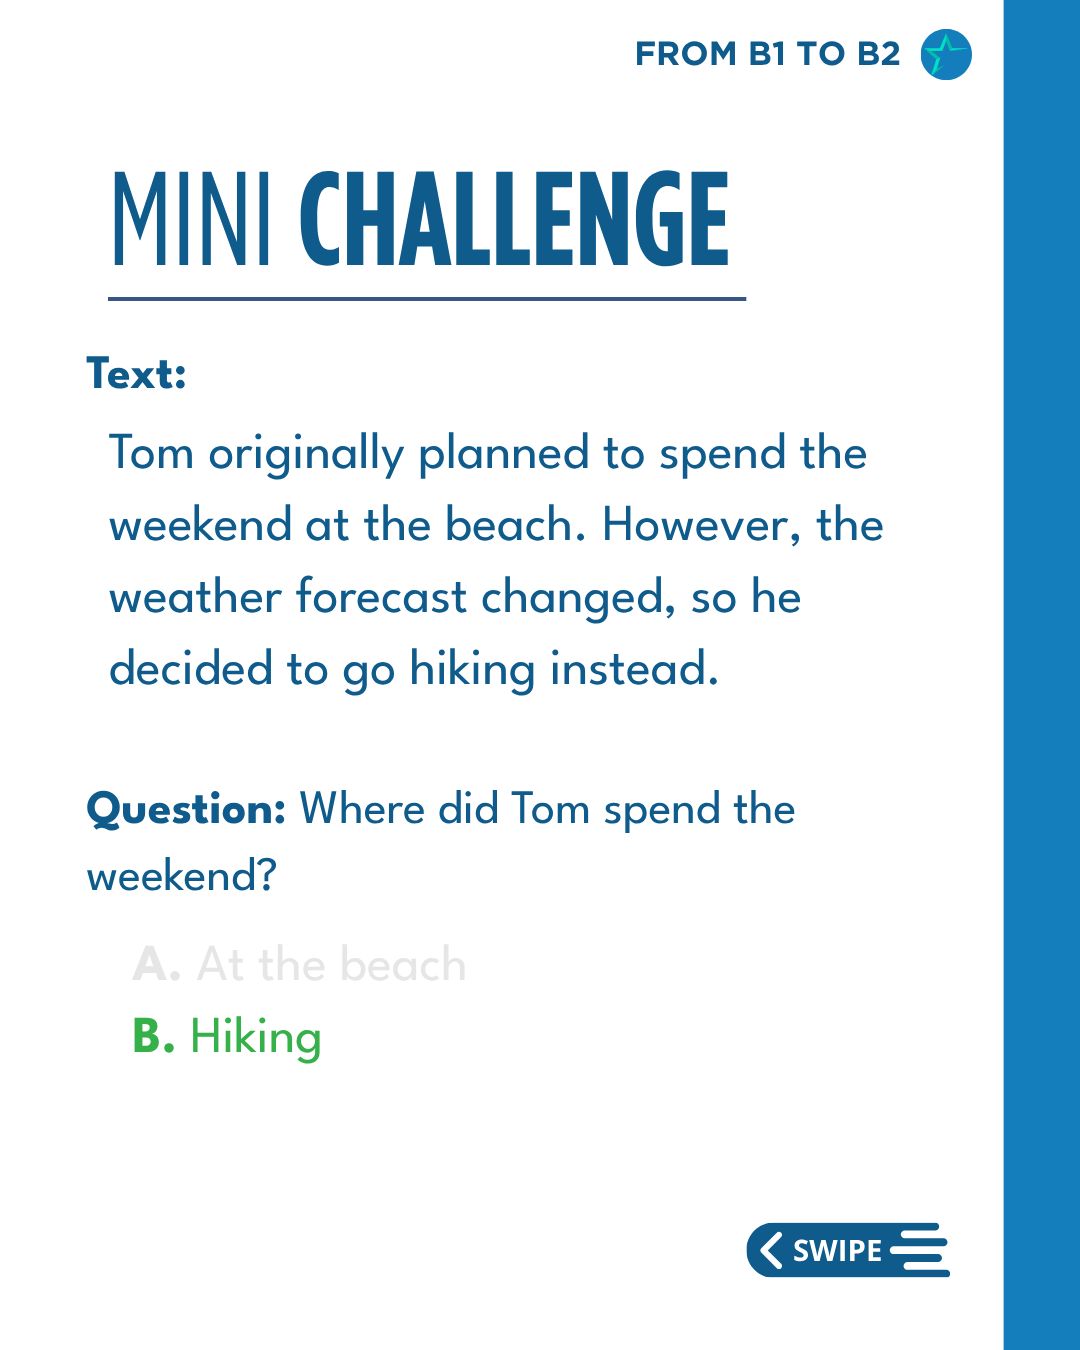 FROM B1 TO B2
MINI CHALLENGE
Text:
Tom originally planned to spend the
weekend at the beach. However, the
weather forecast changed, so he
decided to go hiking instead.
Question: Where did Tom spend the
weekend?
A. At the beach
B. Hiking
SWIPE